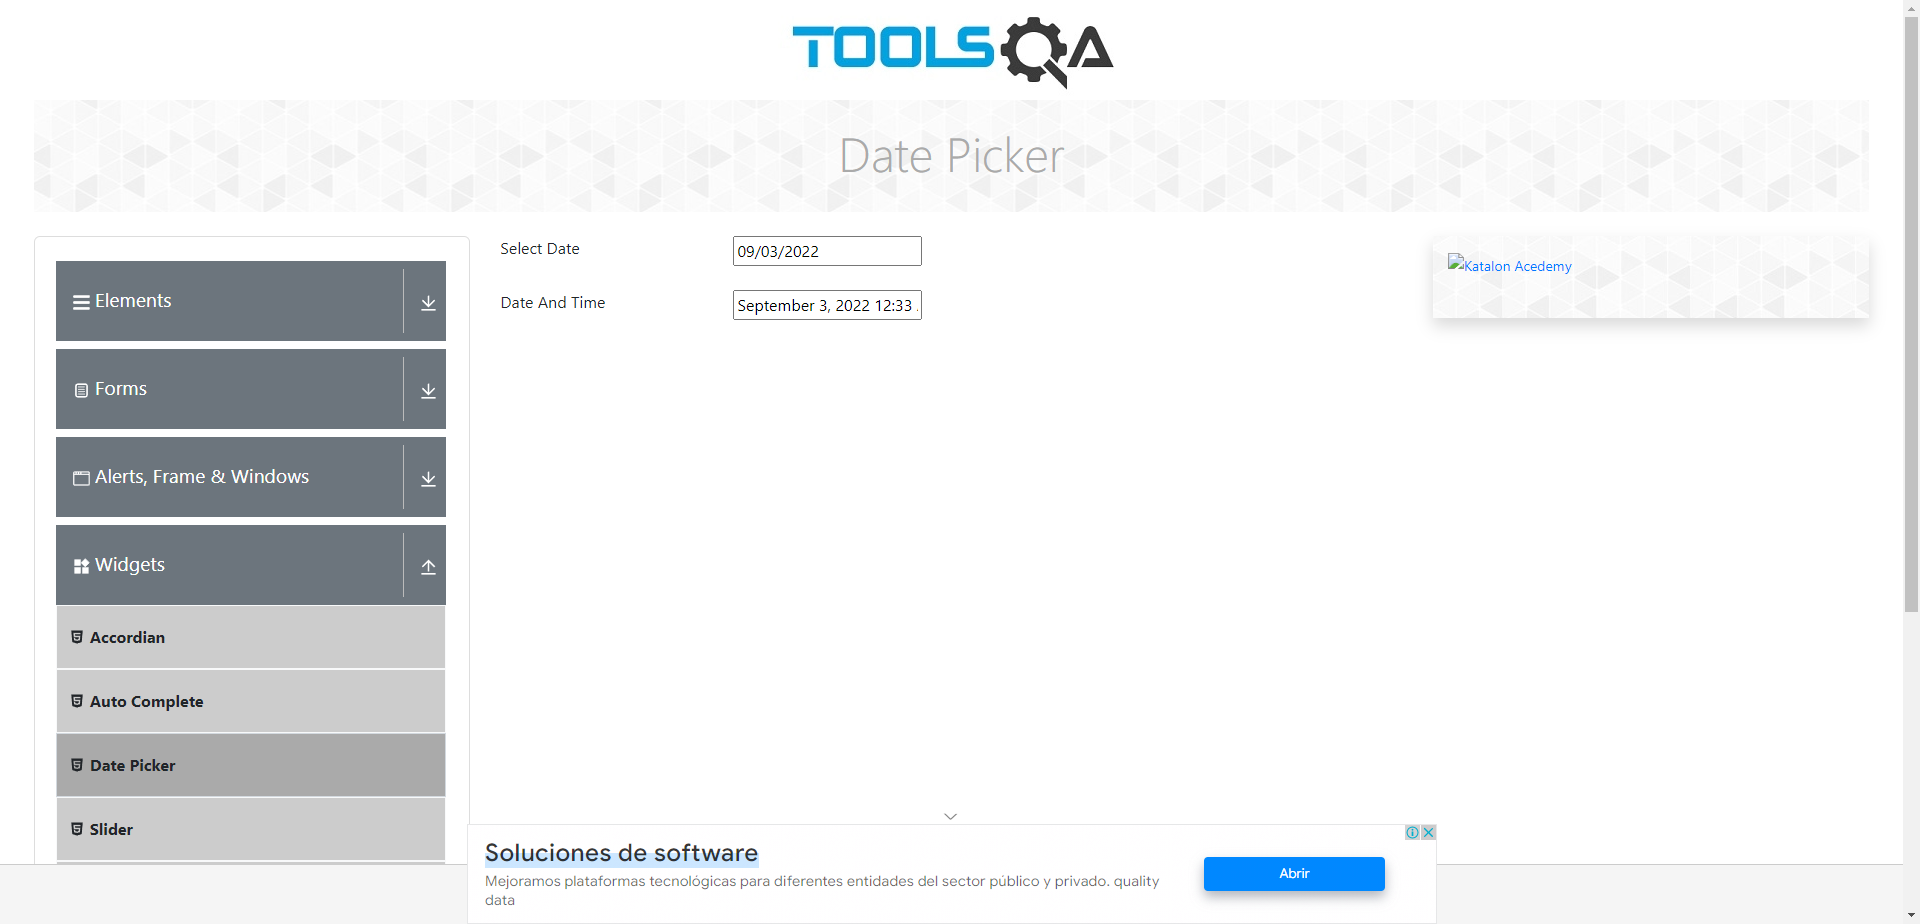 TOOLSQA
Date Picker
Elements
Forms
Alerts, Frame & Windows
Widgets
Accordian
Auto Complete
Date Picker
Slider
Select Date
09/03/2022
Date And Time
September 3, 2022 12:33
Katalon Acedemy
Soluciones de software
Mejoramos plataformas tecnológicas para diferentes entidades del sector público y privado. quality
data
Abrir